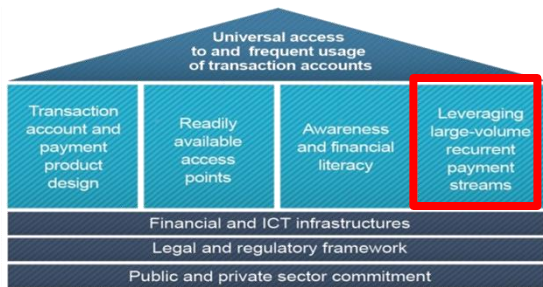 Universal access
to and frequent usage
of transaction accounts
Transaction
account and
payment
product
design
Readily
available
access
points
Awareness
and financial
literacy
Leveraging
large-volume
recurrent
payment
streams
Financial and ICT infrastructures
Legal and regulatory framework
Public and private sector commitment